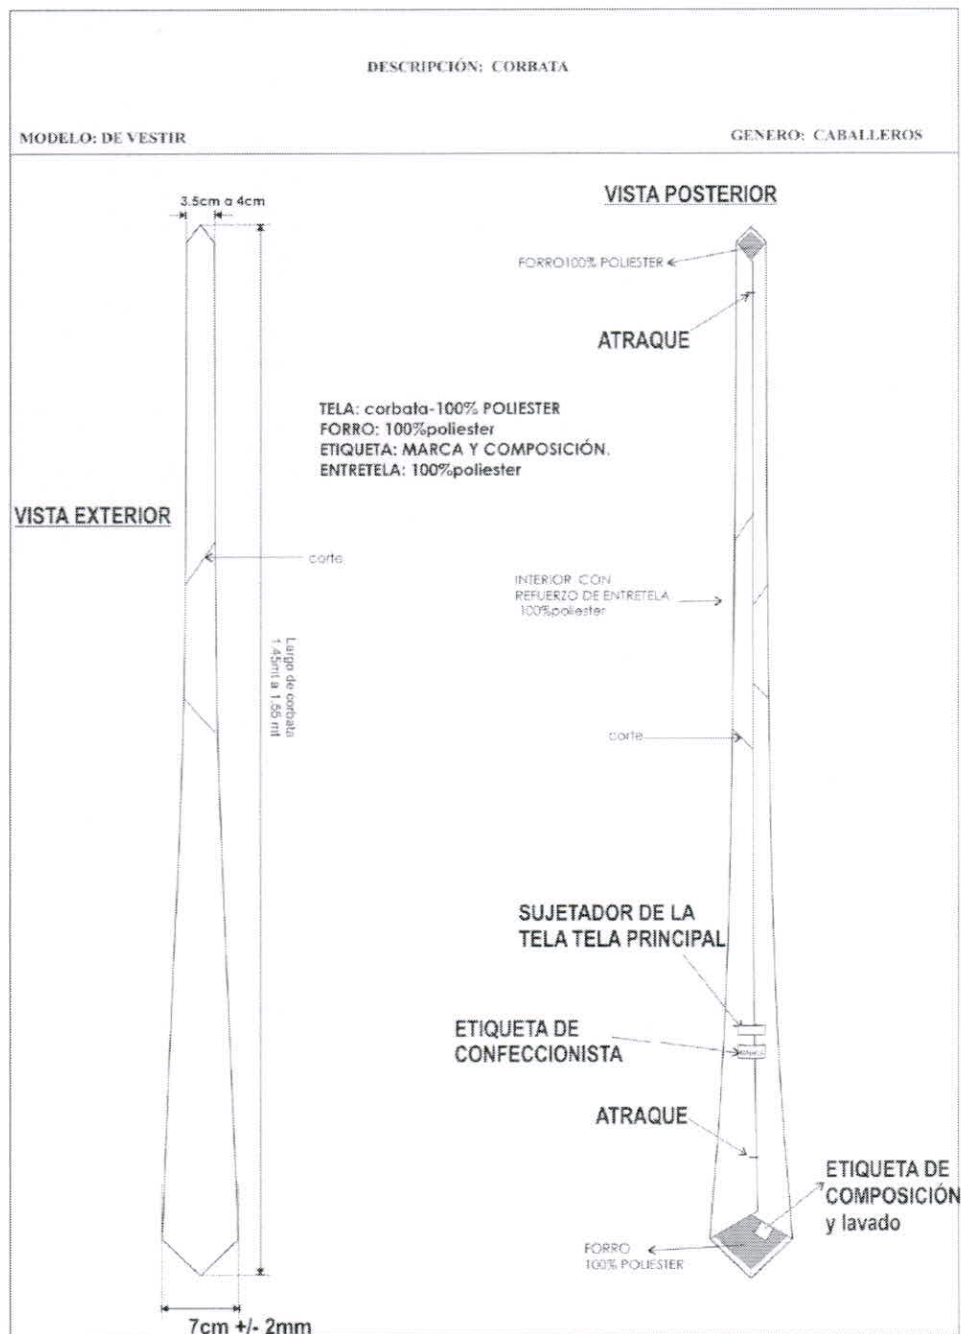 DESCRIPCIÓN: CORBATA
MODELO: DE VESTIR
GENERO: CABALLEROS
3.5cm a 4cm
VISTA POSTERIOR
FORRO100% POLIESTER
ATRAQUE
TELA: corbata-100% POLIESTER
FORRO: 100%poliester
ETIQUETA: MARCA Y COMPOSICIÓN.
ENTRETELA: 100%poliester
VISTA EXTERIOR
corte
INTERIOR CON
REFUERZO DE ENTRETELA
100%poliester
Largo de corbata
1.45mt a 1.55 mt
corte
SUJETADOR DE LA
TELA TELA PRINCIPAL
ETIQUETA DE
CONFECCIONISTA
ATRAQUE
ETIQUETA DE
COMPOSICIÓN
y lavado
FORRO
100% POLIESTER
7cm +/- 2mm